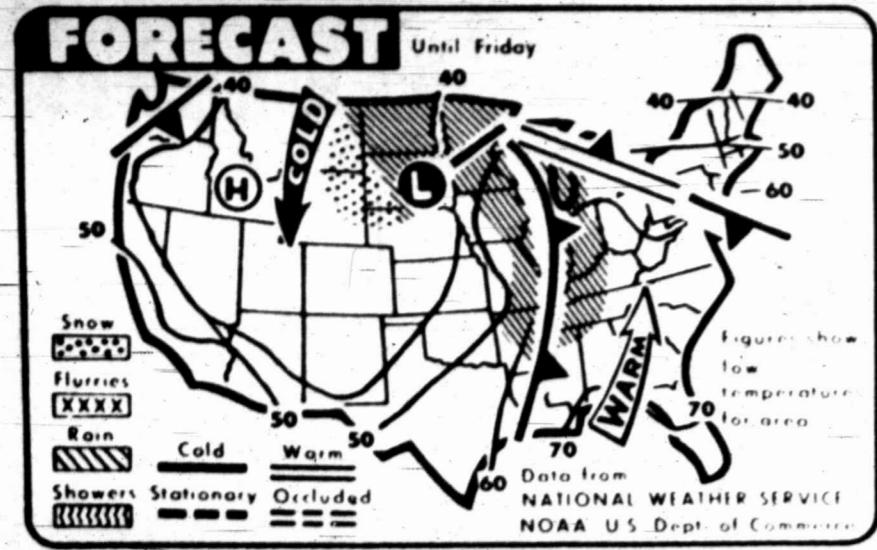 FORECAST
Until Friday
40
40
40
40
50
60
COLD
H
L
50
Snow
Flurries
XXXX
Rain
Showers
Cold
Warm
Stationary
Occluded
50
50
60
70
WARM
70
Figures show
low
temperatures
for area
Data from
NATIONAL WEATHER SERVICE
NOAA U S Dept. of Commerce